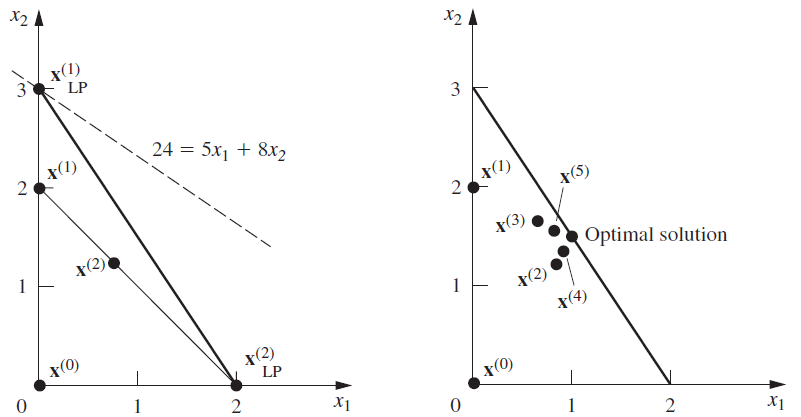 x₂
x⁽¹⁾ LP
3
24 = 5x₁ + 8x₂
x⁽¹⁾
2
x⁽²⁾
1
x⁽⁰⁾
x⁽²⁾ LP
0 1 2 x₁
x₂
3
x⁽¹⁾
x⁽⁵⁾
2
x⁽³⁾
Optimal solution
x⁽²⁾
1
x⁽⁴⁾
x⁽⁰⁾
0 1 2 x₁